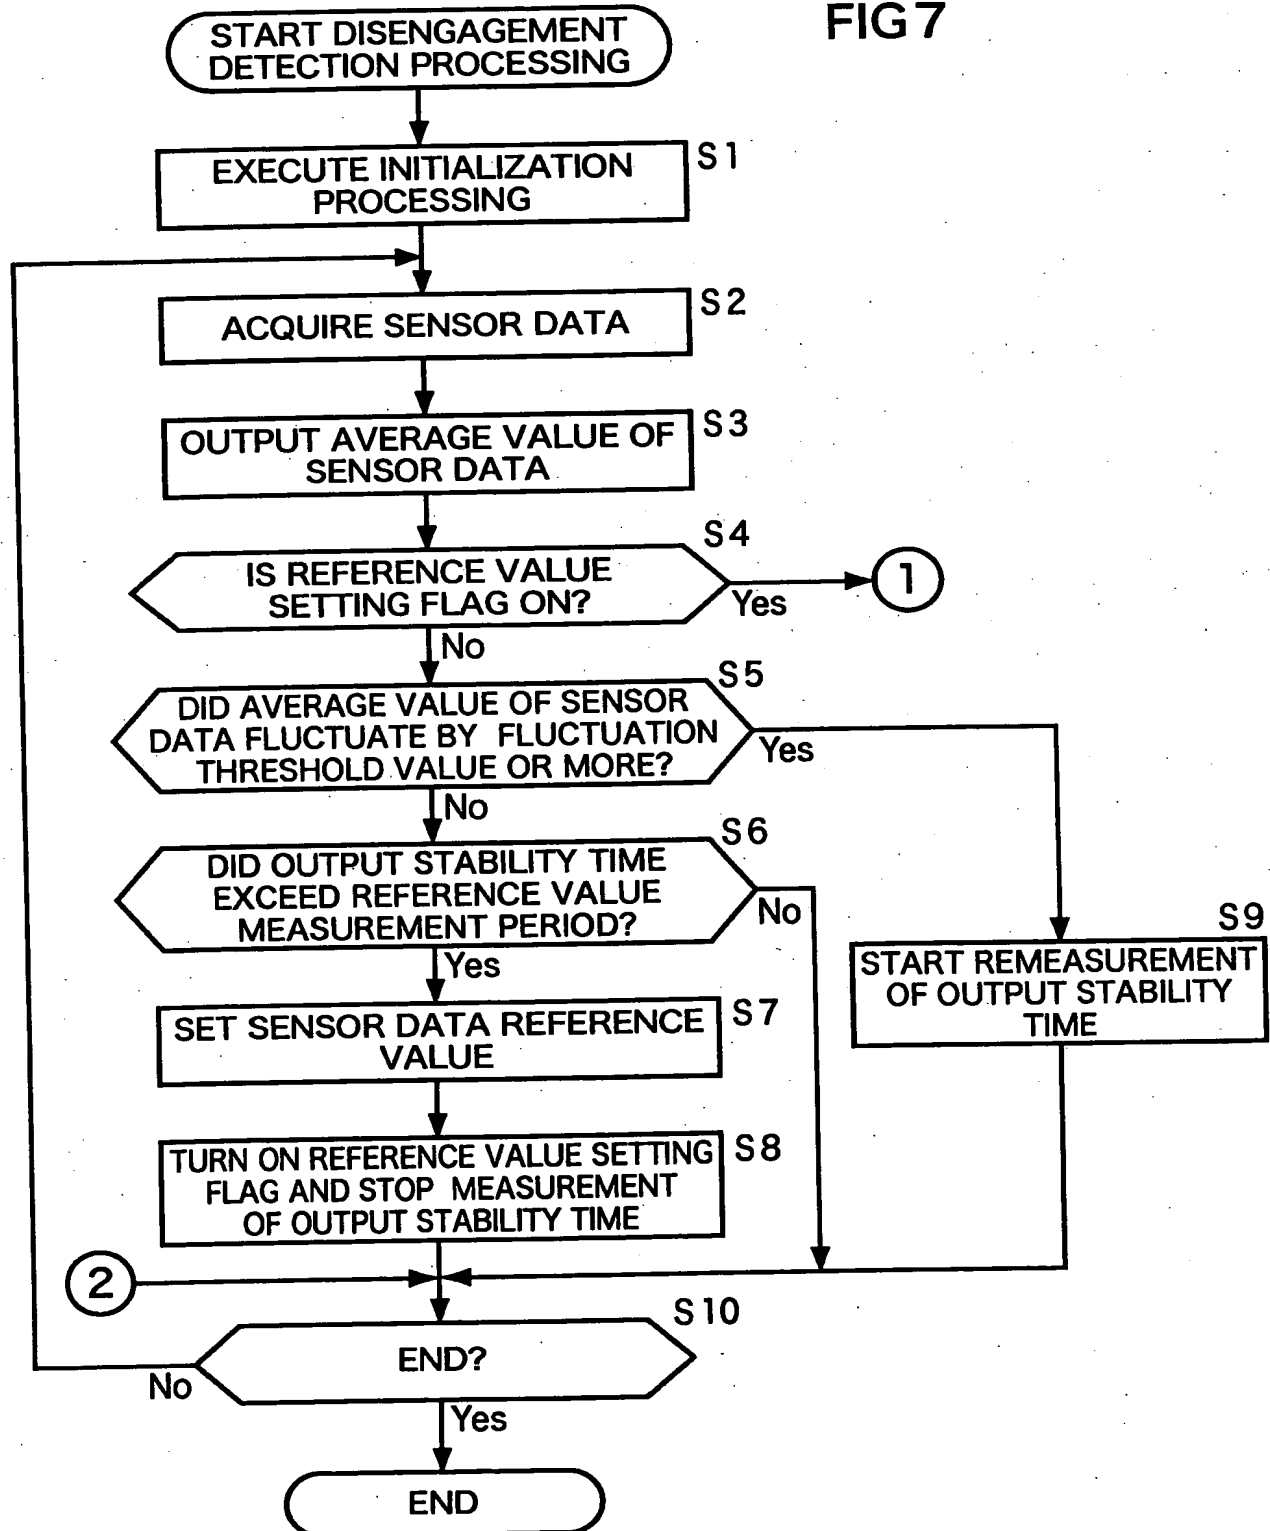 FIG 7
START DISENGAGEMENT
DETECTION PROCESSING
S1
EXECUTE INITIALIZATION
PROCESSING
S2
ACQUIRE SENSOR DATA
S3
OUTPUT AVERAGE VALUE OF
SENSOR DATA
S4
IS REFERENCE VALUE
SETTING FLAG ON?
Yes
1
No
S5
DID AVERAGE VALUE OF SENSOR
DATA FLUCTUATE BY FLUCTUATION
THRESHOLD VALUE OR MORE?
Yes
No
S6
DID OUTPUT STABILITY TIME
EXCEED REFERENCE VALUE
MEASUREMENT PERIOD?
No
Yes
S9
START REMEASUREMENT
OF OUTPUT STABILITY
TIME
S7
SET SENSOR DATA REFERENCE
VALUE
S8
TURN ON REFERENCE VALUE SETTING
FLAG AND STOP MEASUREMENT
OF OUTPUT STABILITY TIME
2
S10
END?
No
Yes
END